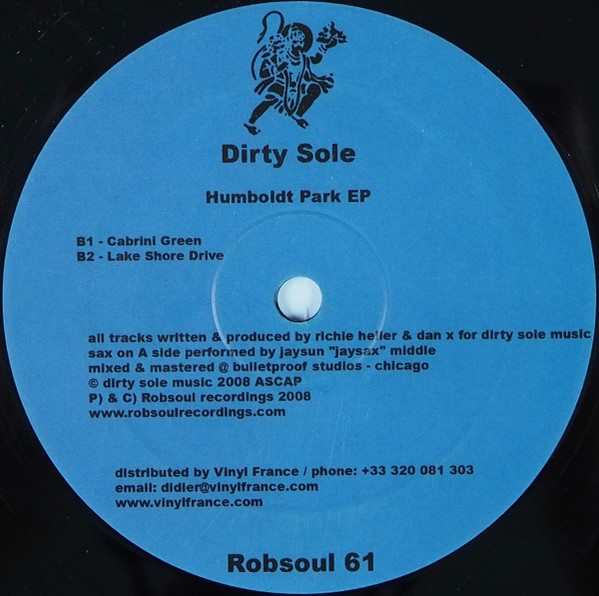 Dirty Sole
Humboldt Park EP
B1 - Cabrini Green
B2 - Lake Shore Drive
all tracks written & produced by richie heller & dan x for dirty sole music
sax on A side performed by jaysun "jaysax" middle
mixed & mastered @ bulletproof studios - chicago
© dirty sole music 2008 ASCAP
P) & C) Robsoul recordings 2008
www.robsoulrecordings.com
distributed by Vinyl France / phone: +33 320 081 303
email: didier@vinylfrance.com
www.vinylfrance.com
Robsoul 61